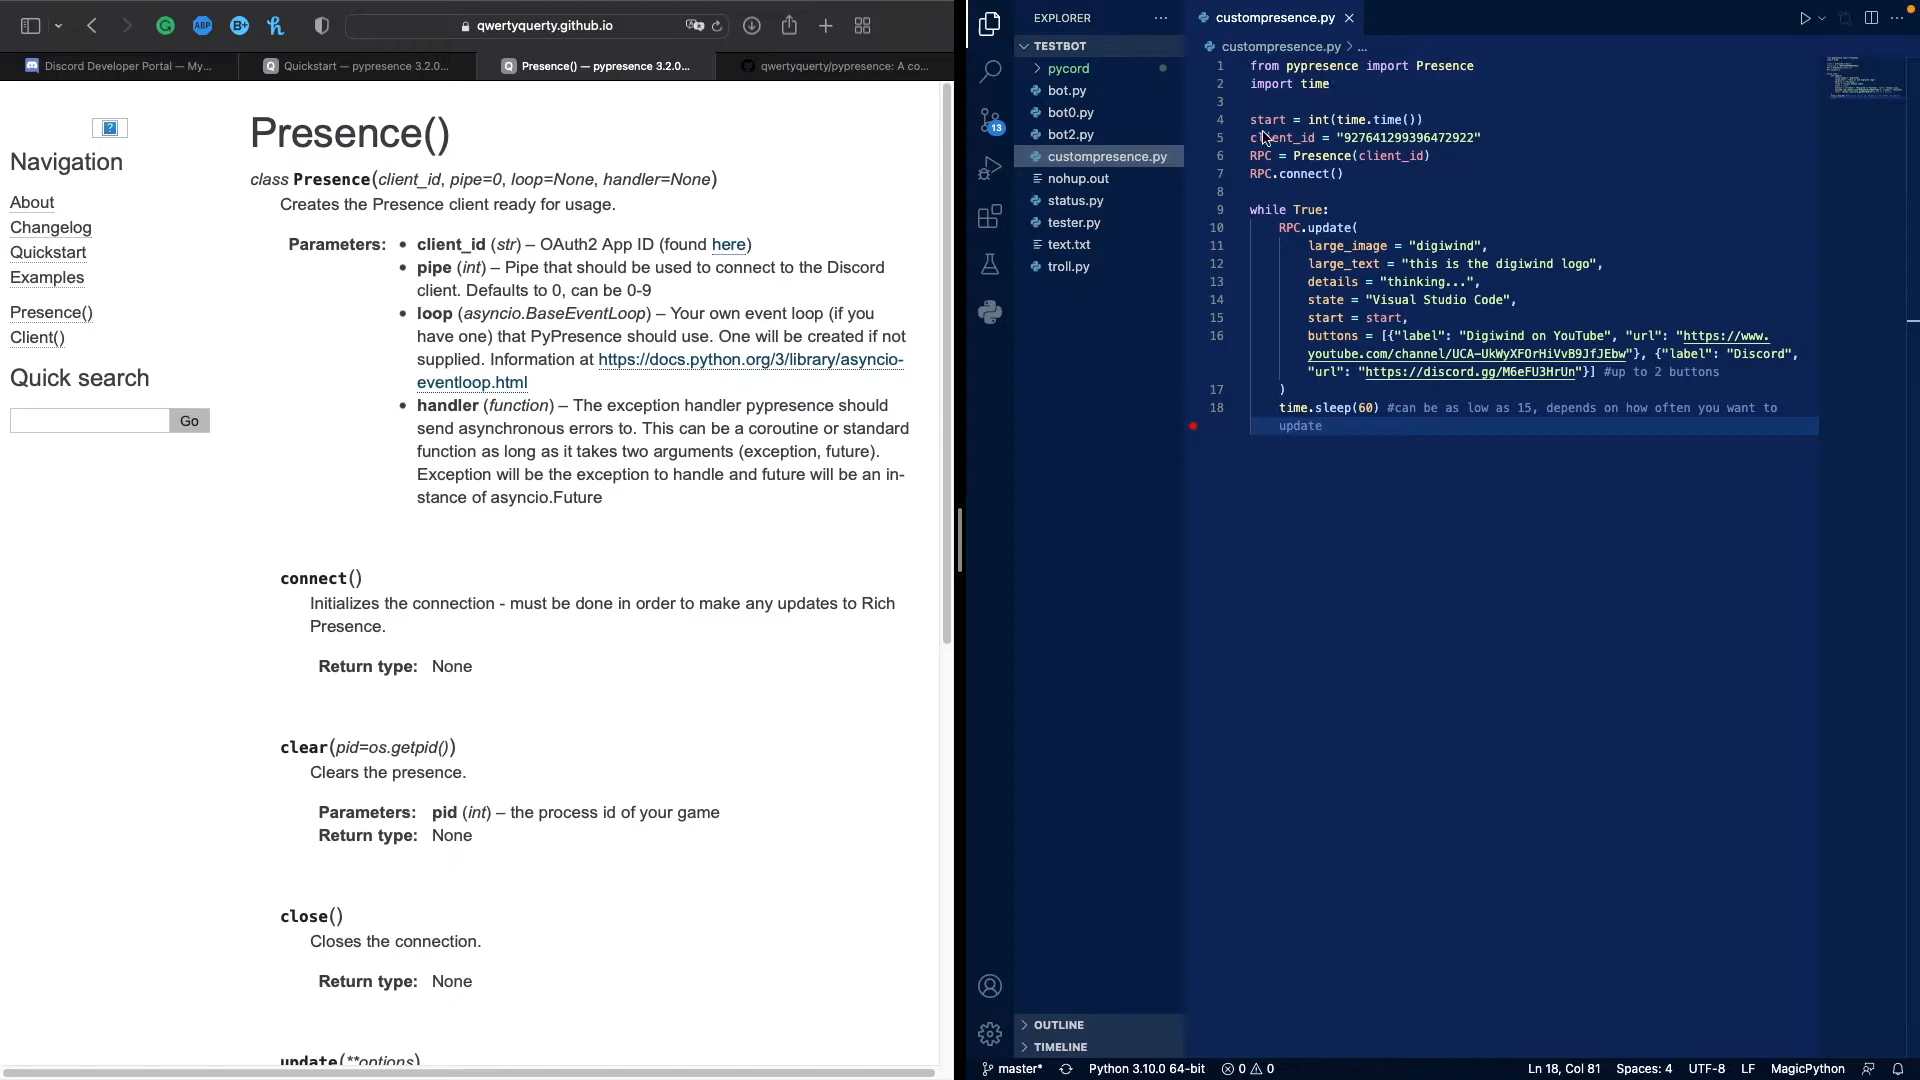 qwertyquerty.github.io
Discord Developer Portal — My...
Quickstart — pypresence 3.2.0...
Presence() — pypresence 3.2.0...
qwertyquerty/pypresence: A co...
Navigation
About
Changelog
Quickstart
Examples
Presence()
Client()
Quick search
Go
Presence()
class Presence(client_id, pipe=0, loop=None, handler=None)
Creates the Presence client ready for usage.
Parameters: • client_id (str) – OAuth2 App ID (found here)
• pipe (int) – Pipe that should be used to connect to the Discord
client. Defaults to 0, can be 0-9
• loop (asyncio.BaseEventLoop) – Your own event loop (if you
have one) that PyPresence should use. One will be created if not
supplied. Information at https://docs.python.org/3/library/asyncio-
eventloop.html
• handler (function) – The exception handler pypresence should
send asynchronous errors to. This can be a coroutine or standard
function as long as it takes two arguments (exception, future).
Exception will be the exception to handle and future will be an in-
stance of asyncio.Future
connect()
Initializes the connection - must be done in order to make any updates to Rich
Presence.
Return type: None
clear(pid=os.getpid())
Clears the presence.
Parameters: pid (int) – the process id of your game
Return type: None
close()
Closes the connection.
Return type: None
update(**options)
EXPLORER
TESTBOT
pycord
bot.py
bot0.py
bot2.py
custompresence.py
nohup.out
status.py
tester.py
text.txt
troll.py
OUTLINE
TIMELINE
13
custompresence.py
custompresence.py > ...
1 from pypresence import Presence
2 import time
3
4 start = int(time.time())
5 client_id = "927641299396472922"
6 RPC = Presence(client_id)
7 RPC.connect()
8
9 while True:
10 RPC.update(
11 large_image = "digiwind",
12 large_text = "this is the digiwind logo",
13 details = "thinking...",
14 state = "Visual Studio Code",
15 start = start,
16 buttons = [{"label": "Digiwind on YouTube", "url": "https://www.
youtube.com/channel/UCA-UkWyXFOrHiVvB9JfJEbw"}, {"label": "Discord",
"url": "https://discord.gg/M6eFU3HrUn"}] #up to 2 buttons
17 )
18 time.sleep(60) #can be as low as 15, depends on how often you want to
update
master* Python 3.10.0 64-bit 0 0 Ln 18, Col 81 Spaces: 4 UTF-8 LF MagicPython